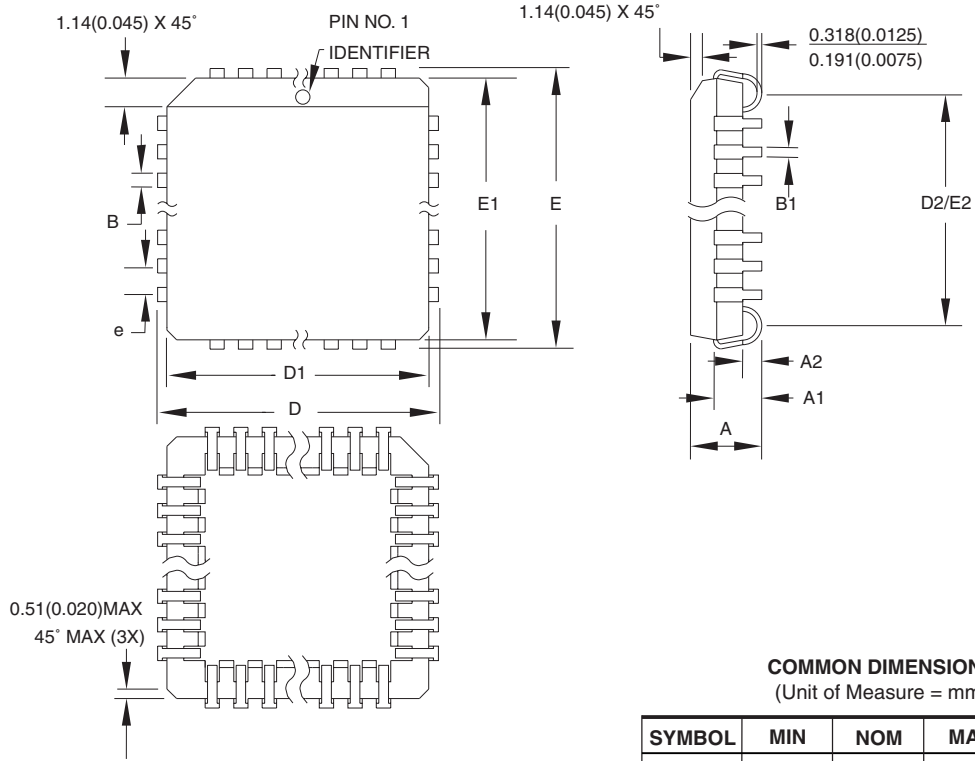 1.14(0.045) X 45˚
PIN NO. 1
IDENTIFIER
1.14(0.045) X 45˚
0.318(0.0125)
0.191(0.0075)
B
e
E1
E
B1
D2/E2
A2
A1
A
D1
D
0.51(0.020)MAX
45˚ MAX (3X)
COMMON DIMENSION
(Unit of Measure = mm
SYMBOL MIN NOM MA